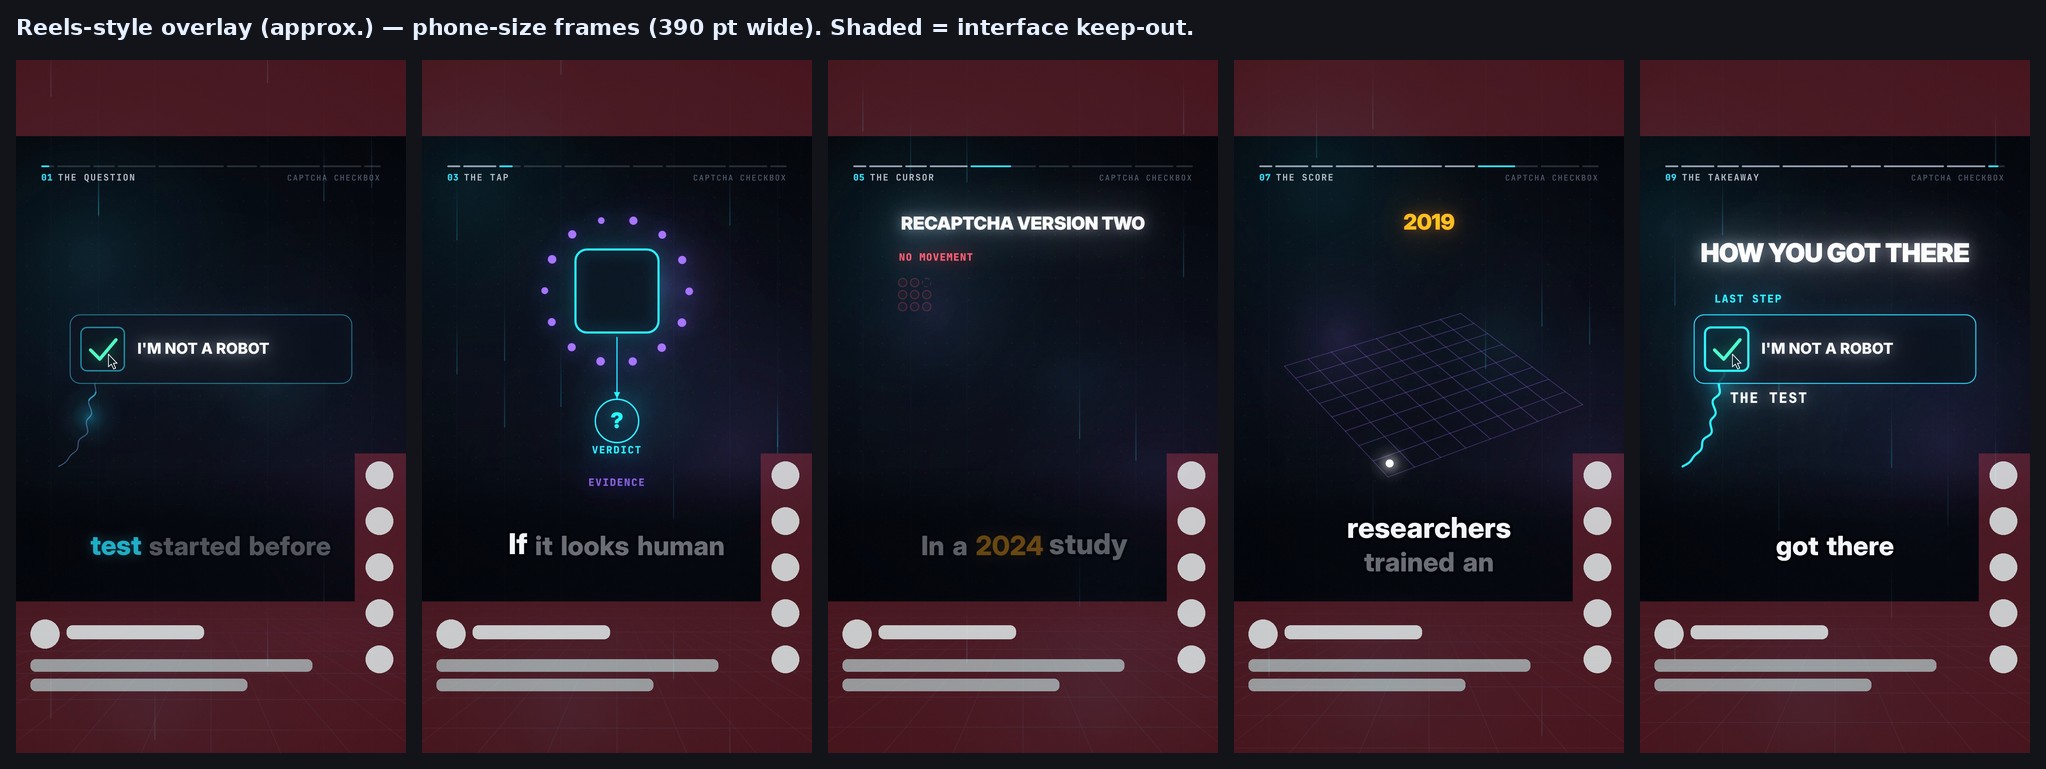 Reels-style overlay (approx.) — phone-size frames (390 pt wide). Shaded = interface keep-out.
01 THE QUESTION
CAPTCHA CHECKBOX
I'M NOT A ROBOT
test started before
03 THE TAP
CAPTCHA CHECKBOX
?
VERDICT
EVIDENCE
If it looks human
05 THE CURSOR
CAPTCHA CHECKBOX
RECAPTCHA VERSION TWO
NO MOVEMENT
In a 2024 study
07 THE SCORE
CAPTCHA CHECKBOX
2019
researchers
trained an
09 THE TAKEAWAY
CAPTCHA CHECKBOX
HOW YOU GOT THERE
LAST STEP
I'M NOT A ROBOT
THE TEST
got there